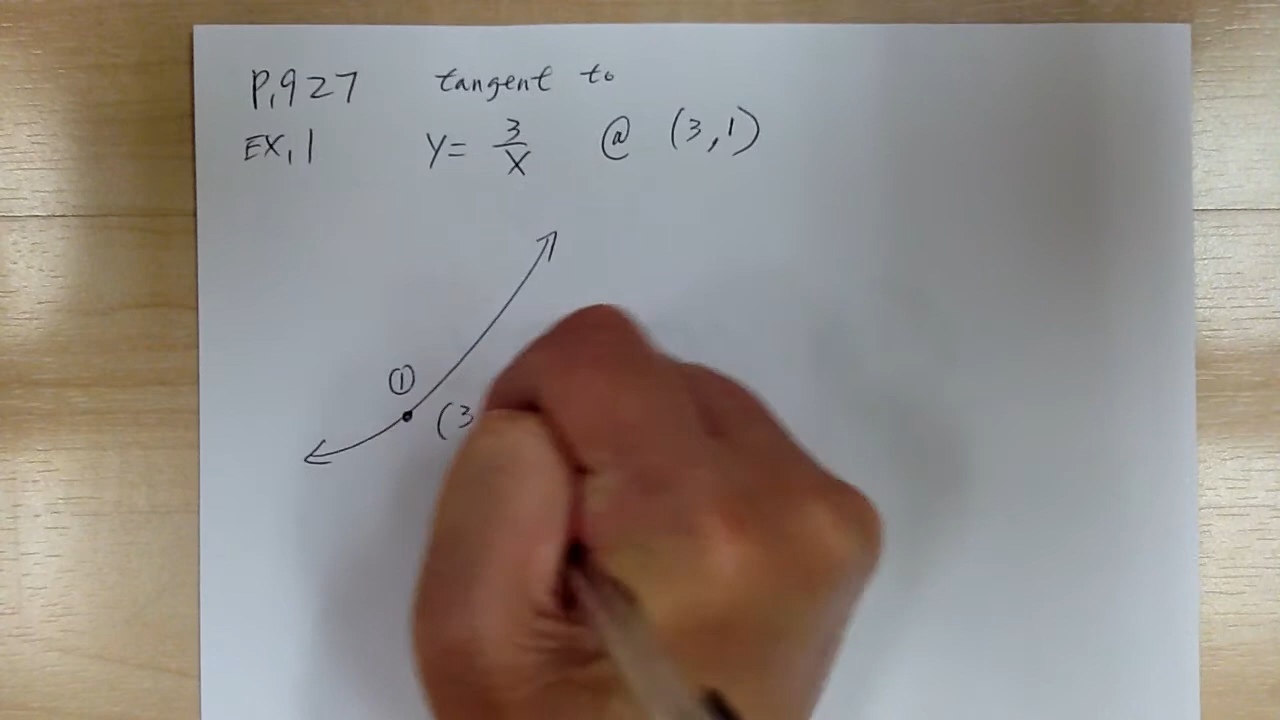 P.927 tangent to
EX.1 y= 3/x @ (3,1)
①
(3